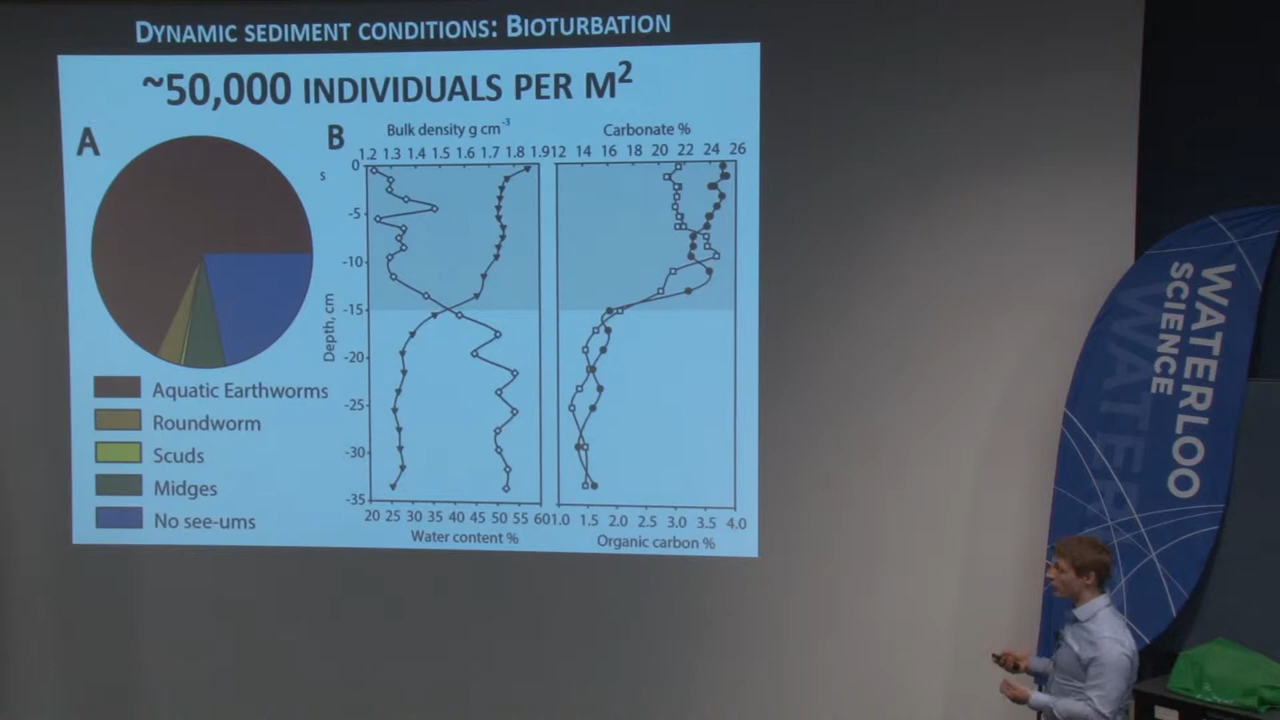 DYNAMIC SEDIMENT CONDITIONS: BIOTURBATION
~50,000 INDIVIDUALS PER M²
A
Aquatic Earthworms
Roundworm
Scuds
Midges
No see-ums
B
Bulk density g cm⁻³
1.2 1.3 1.4 1.5 1.6 1.7 1.8 1.9
s
Depth, cm
0
-5
-10
-15
-20
-25
-30
-35
20 25 30 35 40 45 50 55 60
Water content %
Carbonate %
12 14 16 18 20 22 24 26
1.0 1.5 2.0 2.5 3.0 3.5 4.0
Organic carbon %
WATERLOO
SCIENCE
WATER